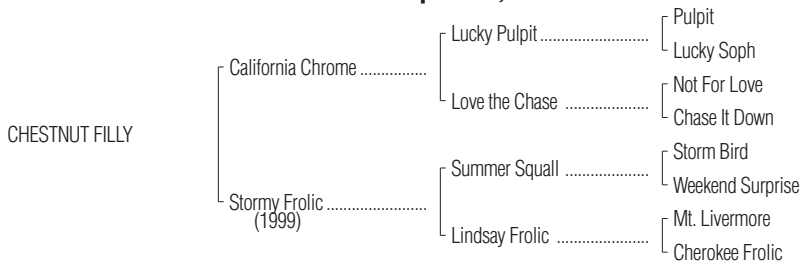 Pulpit
Lucky Pulpit ..........................
Lucky Soph
California Chrome ................
Not For Love
Love the Chase ....................
Chase It Down
CHESTNUT FILLY
Storm Bird
Summer Squall ....................
Weekend Surprise
Stormy Frolic ........................
(1999)
Mt. Livermore
Lindsay Frolic ......................
Cherokee Frolic